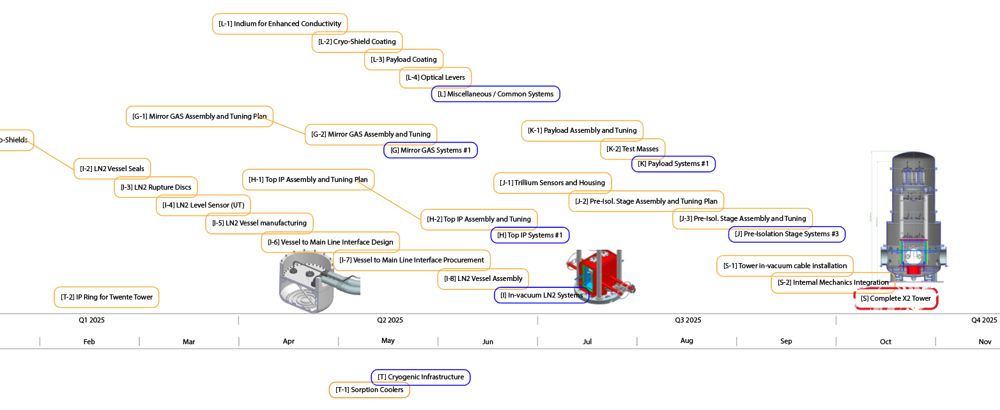 [L-1] Indium for Enhanced Conductivity
[L-2] Cryo-Shield Coating
[L-3] Payload Coating
[L-4] Optical Levers
[L] Miscellaneous / Common Systems
[G-1] Mirror GAS Assembly and Tuning Plan
[G-2] Mirror GAS Assembly and Tuning
[G] Mirror GAS Systems #1
[K-1] Payload Assembly and Tuning
[K-2] Test Masses
[K] Payload Systems #1
o-Shields
[I-2] LN2 Vessel Seals
[I-3] LN2 Rupture Discs
[I-4] LN2 Level Sensor (UT)
[I-5] LN2 Vessel manufacturing
[I-6] Vessel to Main Line Interface Design
[I-7] Vessel to Main Line Interface Procurement
[I-8] LN2 Vessel Assembly
[I] In-vacuum LN2 Systems
[H-1] Top IP Assembly and Tuning Plan
[H-2] Top IP Assembly and Tuning
[H] Top IP Systems #1
[J-1] Trillium Sensors and Housing
[J-2] Pre-Isol. Stage Assembly and Tuning Plan
[J-3] Pre-Isol. Stage Assembly and Tuning
[J] Pre-Isolation Stage Systems #3
[S-1] Tower in-vacuum cable installation
[S-2] Internal Mechanics Integration
[S] Complete X2 Tower
[T-2] IP Ring for Twente Tower
Q1 2025 Q2 2025 Q3 2025 Q4 2025
Feb Mar Apr May Jun Jul Aug Sep Oct Nov
[T] Cryogenic Infrastructure
[T-1] Sorption Coolers